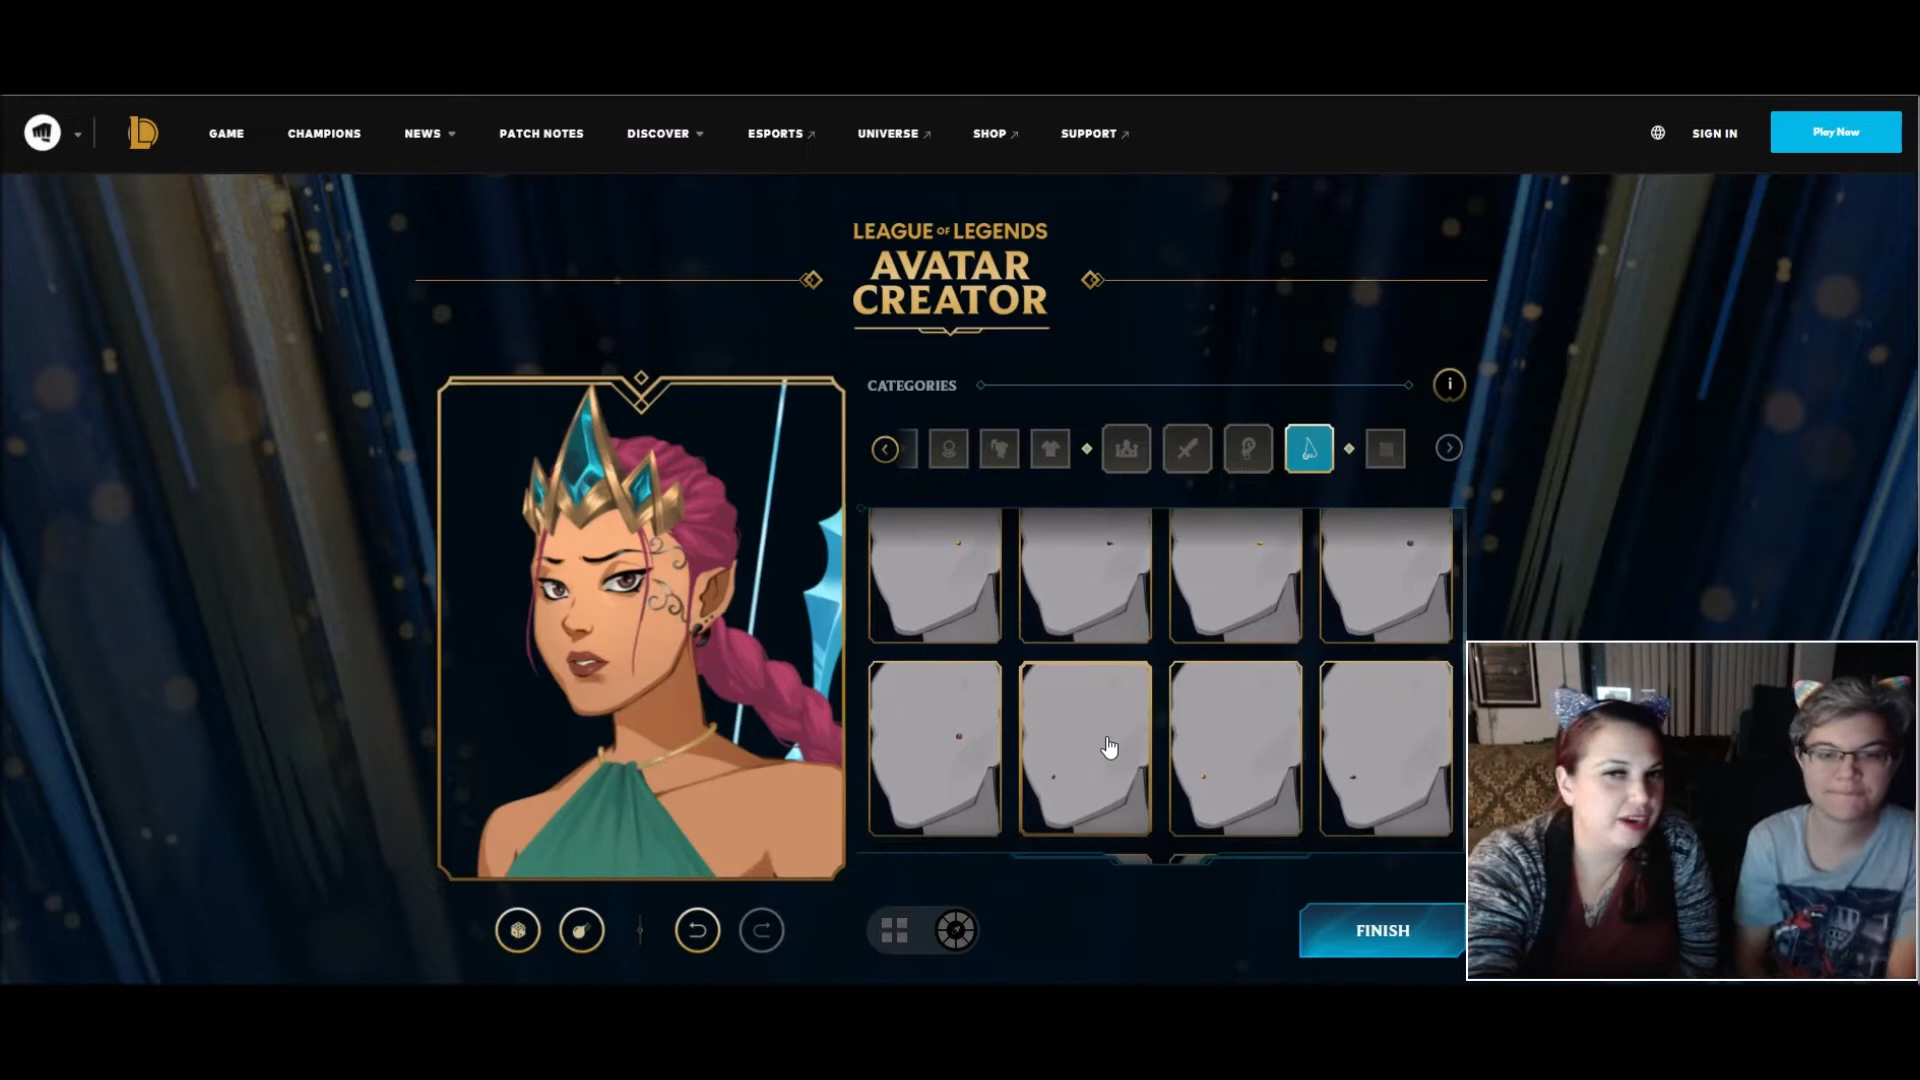 GAME CHAMPIONS NEWS PATCH NOTES DISCOVER ESPORTS UNIVERSE SHOP SUPPORT SIGN IN Play Now
LEAGUE OF LEGENDS
AVATAR
CREATOR
CATEGORIES
i
FINISH